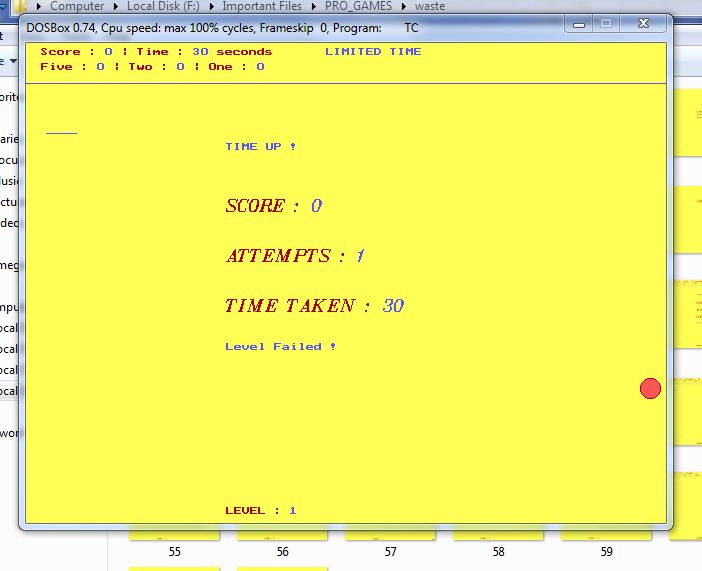 Computer Local Disk (F:) Important Files PRO_GAMES waste
DOSBox 0.74, Cpu speed: max 100% cycles, Frameskip 0, Program: TC
Score : 0 ¦ Time : 30 seconds LIMITED TIME
Five : 0 ¦ Two : 0 ¦ One : 0
TIME UP !
SCORE : 0
ATTEMPTS : 1
TIME TAKEN : 30
Level Failed !
LEVEL : 1
55 56 57 58 59